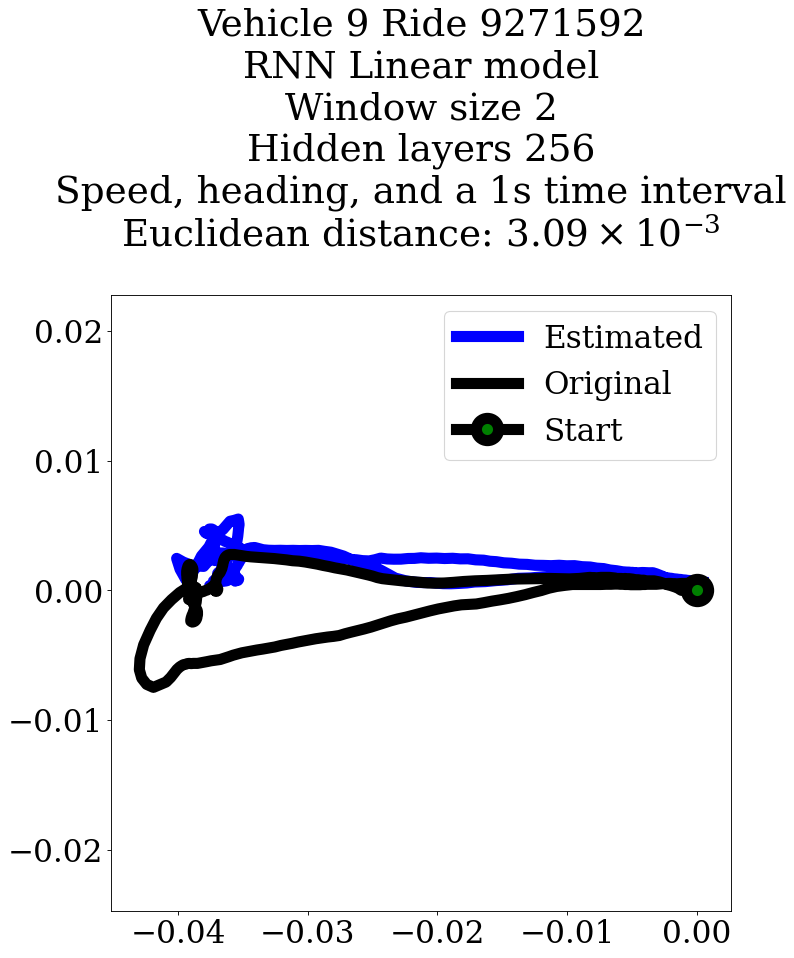 Vehicle 9 Ride 9271592
RNN Linear model
Window size 2
Hidden layers 256
Speed, heading, and a 1s time interval
Euclidean distance: 3.09 × 10⁻³
Estimated
Original
Start
0.02
0.01
0.00
−0.01
−0.02
−0.04 −0.03 −0.02 −0.01 0.00